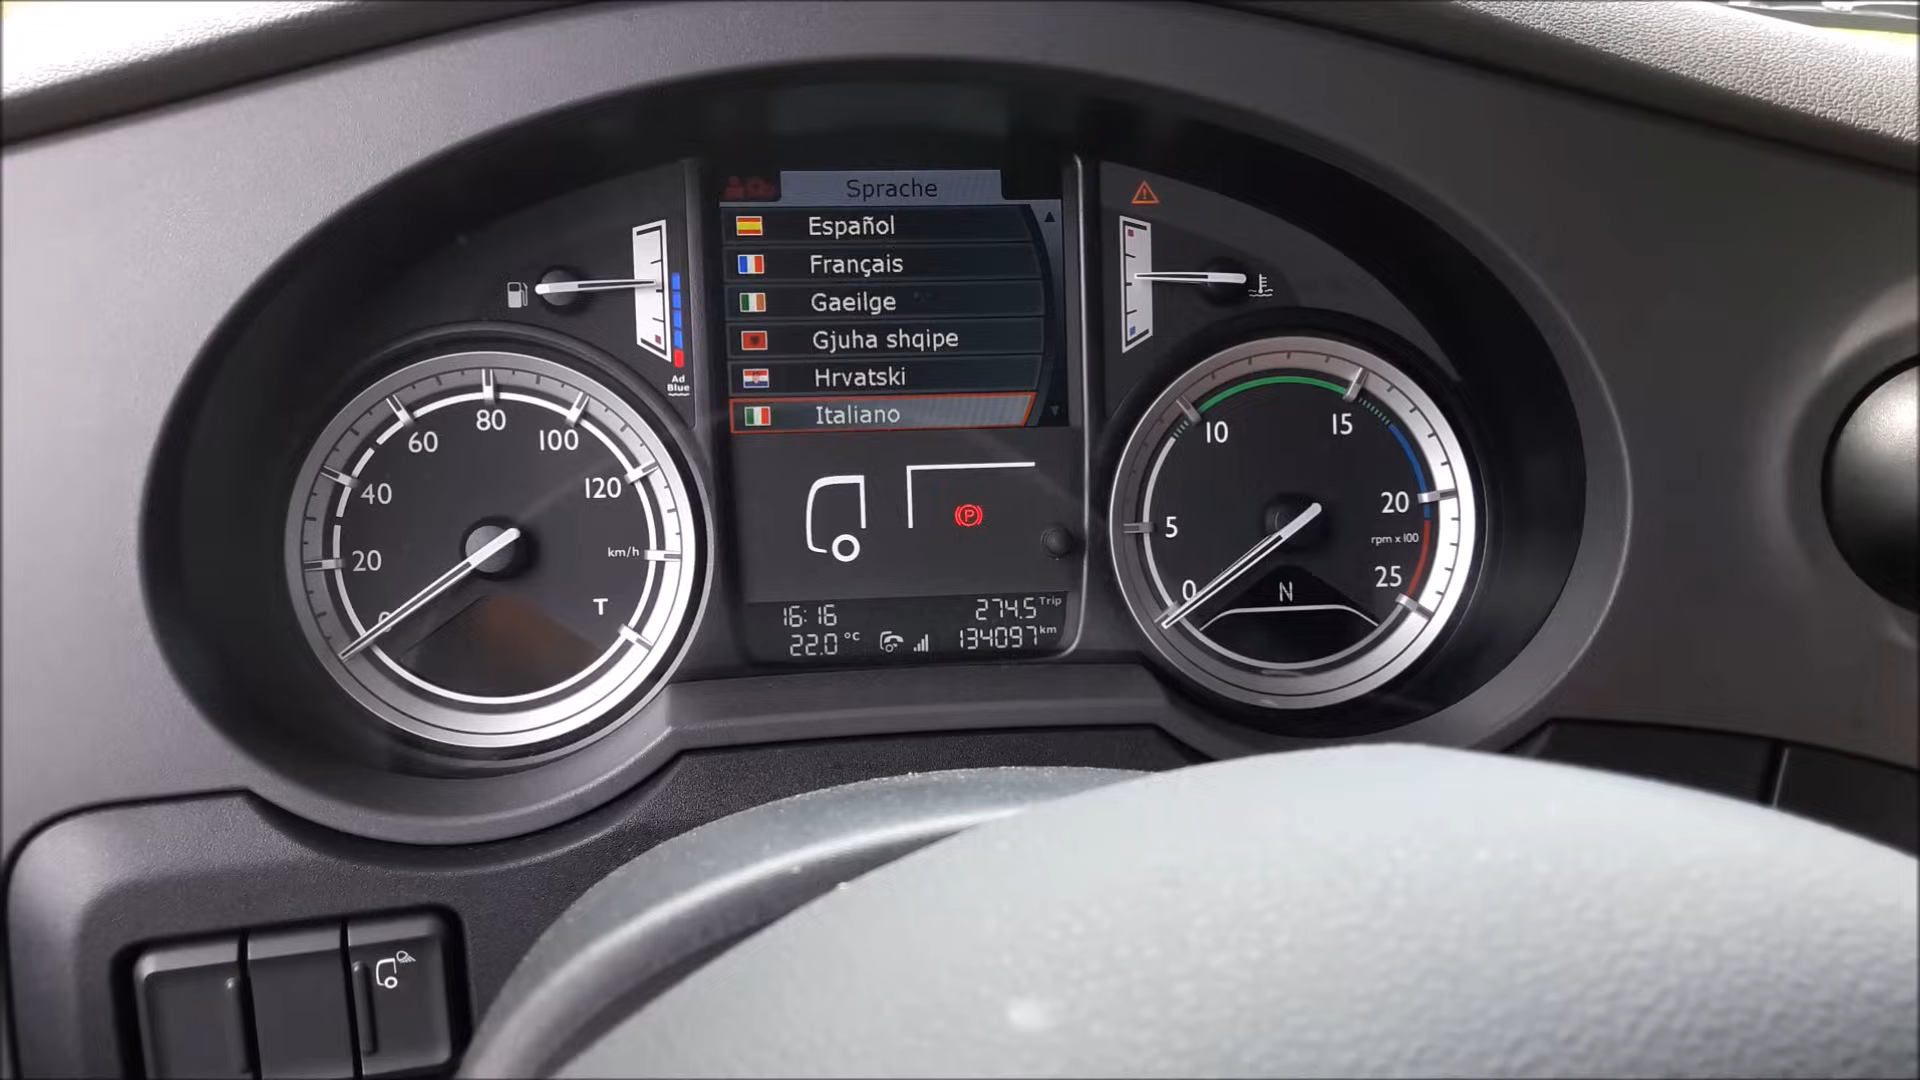 Sprache
Español
Français
Gaeilge
Gjuha shqipe
Hrvatski
Italiano
Ad
Blue
0
20
40
60
80
100
120
km/h
T
0
5
10
15
20
25
rpm x 100
N
P
16:16
274.5 Trip
22.0 °C
134097 km